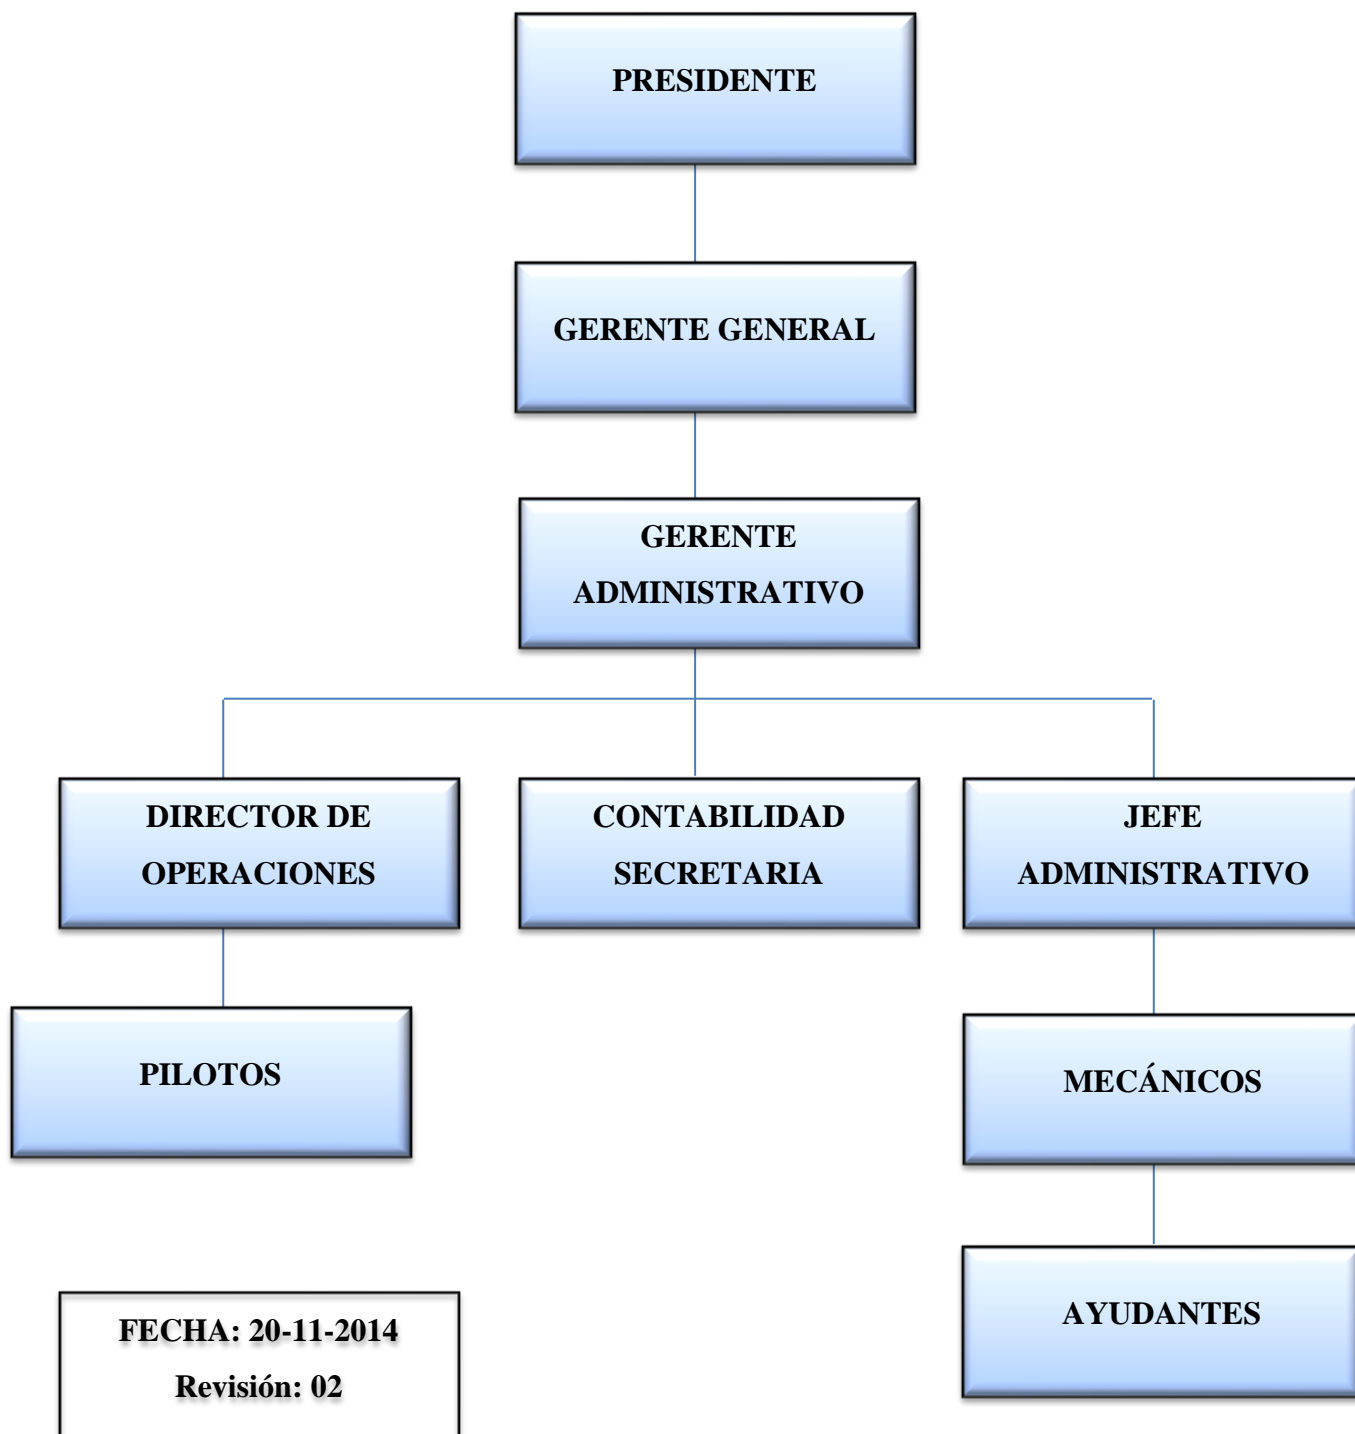 PRESIDENTE
GERENTE GENERAL
GERENTE
ADMINISTRATIVO
DIRECTOR DE
OPERACIONES
CONTABILIDAD
SECRETARIA
JEFE
ADMINISTRATIVO
PILOTOS
MECÁNICOS
AYUDANTES
FECHA: 20-11-2014
Revisión: 02